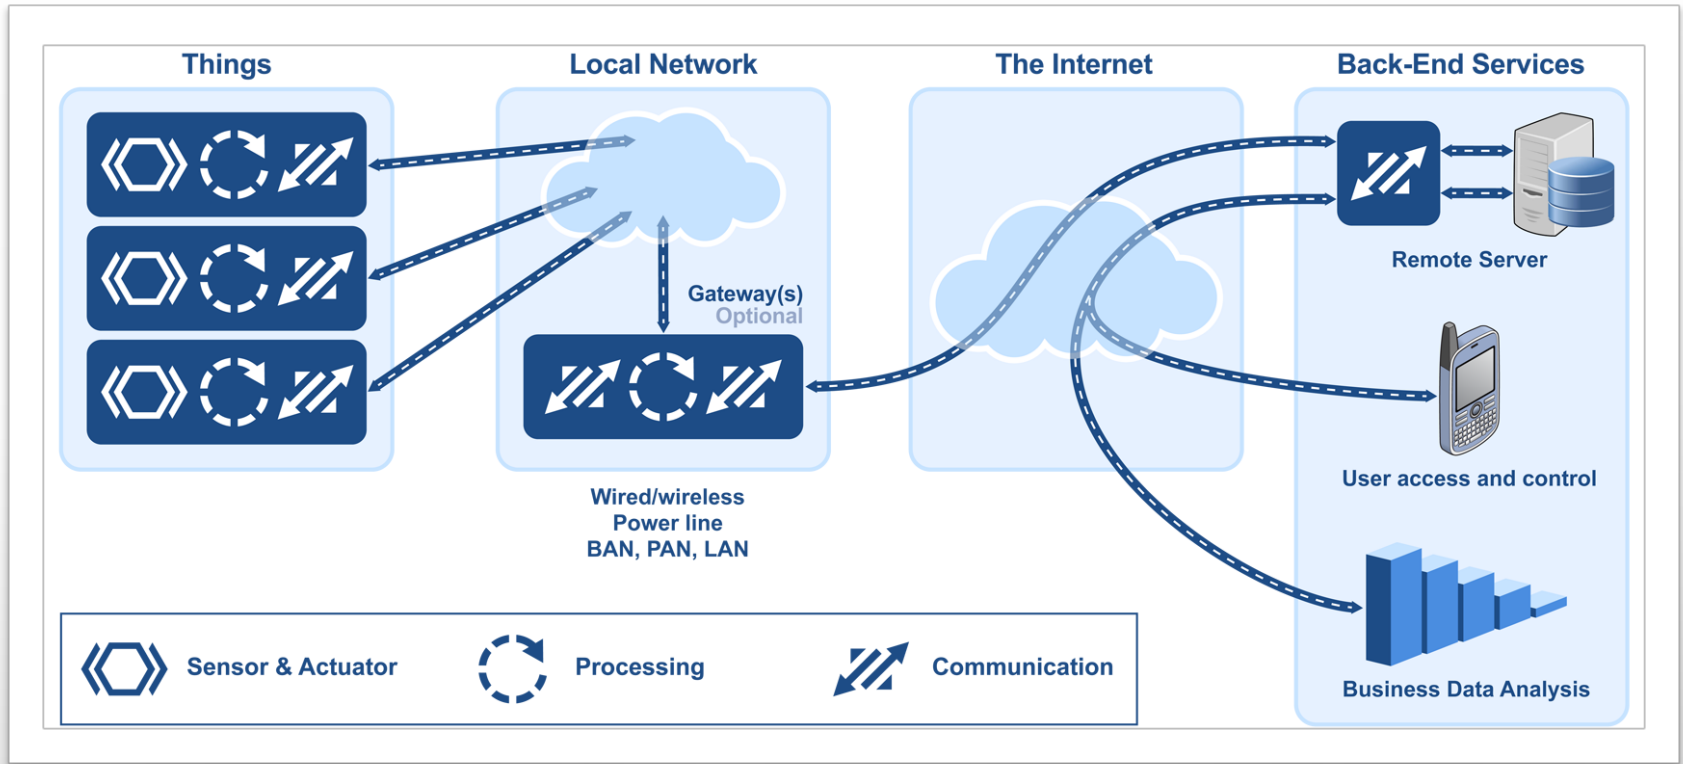 Things
Local Network
The Internet
Back-End Services
Gateway(s)
Optional
Wired/wireless
Power line
BAN, PAN, LAN
Remote Server
User access and control
Business Data Analysis
Sensor & Actuator
Processing
Communication